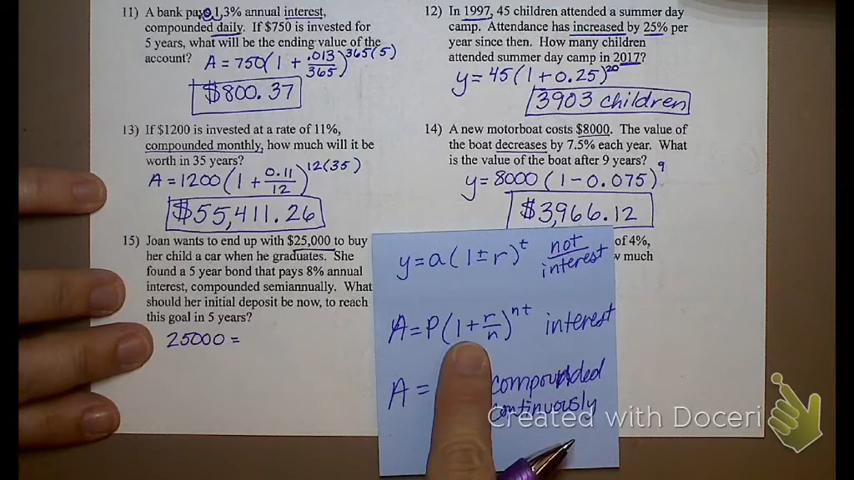 11) A bank pays 1.3% annual interest,
compounded daily. If $750 is invested for
5 years, what will be the ending value of the
account? A = 750(1 + .013/365)^365(5)
$800.37
12) In 1997, 45 children attended a summer day
camp. Attendance has increased by 25% per
year since then. How many children
attended summer day camp in 2017?
y = 45(1 + 0.25)^20
3903 children
13) If $1200 is invested at a rate of 11%,
compounded monthly, how much will it be
worth in 35 years?
A = 1200(1 + 0.11/12)^12(35)
$55,411.26
14) A new motorboat costs $8000. The value of
the boat decreases by 7.5% each year. What
is the value of the boat after 9 years?
y = 8000(1 - 0.075)^9
$3,966.12
15) Joan wants to end up with $25,000 to buy
her child a car when he graduates. She
found a 5 year bond that pays 8% annual
interest, compounded semiannually. What
should her initial deposit be now, to reach
this goal in 5 years?
25000 =
of 4%,
much
y = a(1 ± r)^t not interest
A = P(1 + r/n)^nt interest
A = compounded
continuously
Created with Doceri